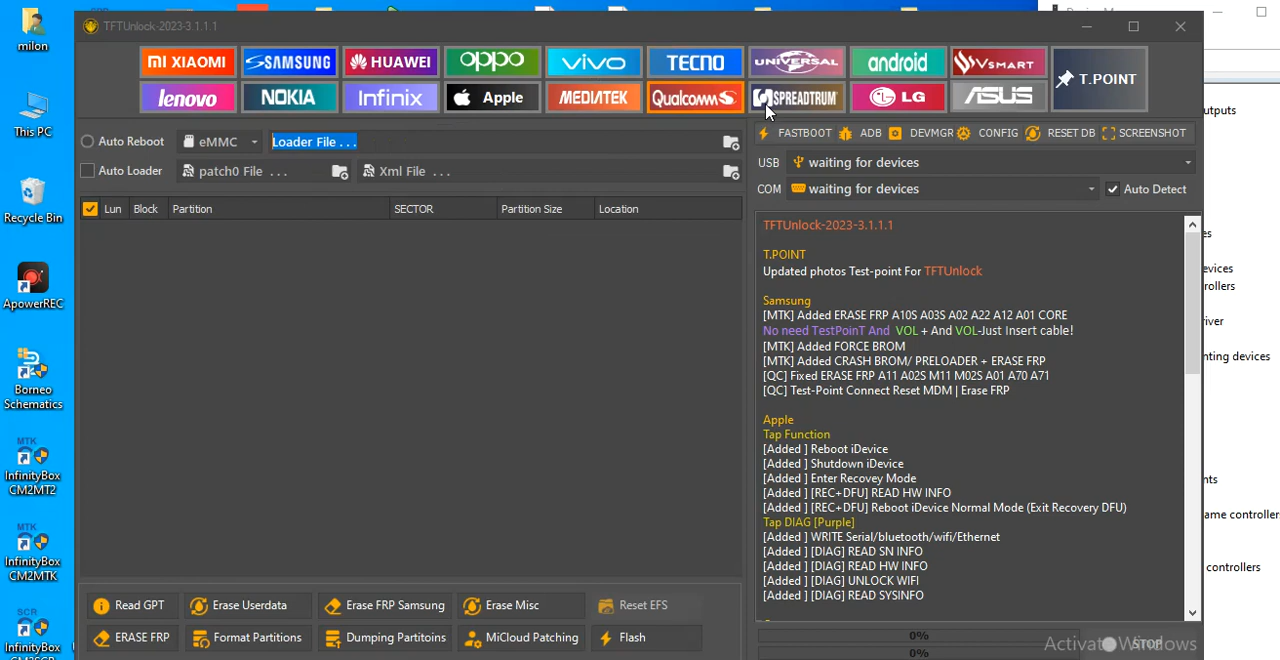 milon
This PC
Recycle Bin
ApowerREC
Borneo
Schematics
MTK
InfinityBox
CM2MT2
MTK
InfinityBox
CM2MTK
SCR
InfinityBox
CM2SCR
TFTUnlock-2023-3.1.1.1
MI XIAOMI
SAMSUNG
HUAWEI
oppo
vivo
TECNO
UNIVERSAL
android
VSMART
T.POINT
lenovo
NOKIA
Infinix
Apple
MEDIATEK
Qualcomm
SPREADTRUM
LG
ASUS
Auto Reboot
eMMC
Loader File . . .
Auto Loader
patch0 File . . .
Xml File . . .
Lun Block Partition SECTOR Partition Size Location
Read GPT
Erase Userdata
Erase FRP Samsung
Erase Misc
Reset EFS
ERASE FRP
Format Partitions
Dumping Partitoins
MiCloud Patching
Flash
FASTBOOT ADB DEVMGR CONFIG RESET DB SCREENSHOT
USB waiting for devices
COM waiting for devices Auto Detect
TFTUnlock-2023-3.1.1.1
T.POINT
Updated photos Test-point For TFTUnlock
Samsung
[MTK] Added ERASE FRP A10S A03S A02 A22 A12 A01 CORE
No need TestPoinT And VOL + And VOL-Just Insert cable!
[MTK] Added FORCE BROM
[MTK] Added CRASH BROM/ PRELOADER + ERASE FRP
[QC] Fixed ERASE FRP A11 A02S M11 M02S A01 A70 A71
[QC] Test-Point Connect Reset MDM | Erase FRP
Apple
Tap Function
[Added ] Reboot iDevice
[Added ] Shutdown iDevice
[Added ] Enter Recovey Mode
[Added ] [REC+DFU] READ HW INFO
[Added ] [REC+DFU] Reboot iDevice Normal Mode (Exit Recovery DFU)
Tap DIAG [Purple]
[Added ] WRITE Serial/bluetooth/wifi/Ethernet
[Added ] [DIAG] READ SN INFO
[Added ] [DIAG] READ HW INFO
[Added ] [DIAG] UNLOCK WIFI
[Added ] [DIAG] READ SYSINFO
0%
0%
STOP
Activate Windows
utputs
es
evices
ollers
river
nting devices
nts
ame controllers
controllers